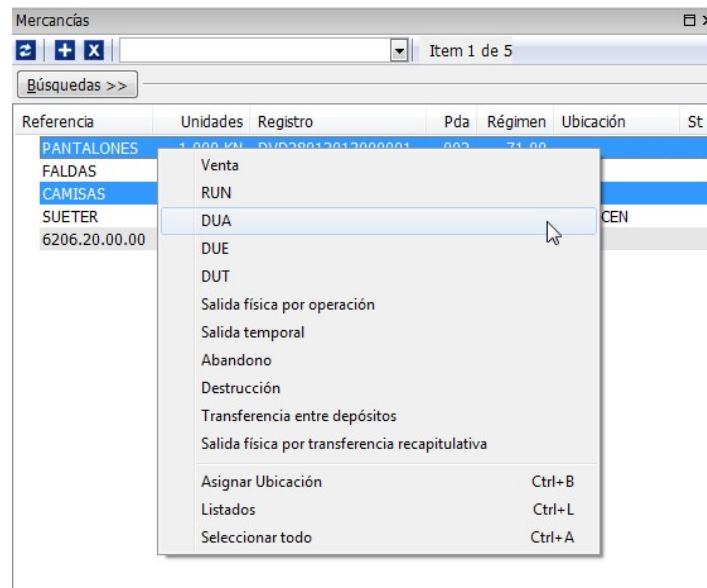 Mercancías
Item 1 de 5
Búsquedas >>
Referencia Unidades Registro Pda Régimen Ubicación St
PANTALONES
FALDAS
CAMISAS
SUETER CEN
6206.20.00.00
Venta
RUN
DUA
DUE
DUT
Salida física por operación
Salida temporal
Abandono
Destrucción
Transferencia entre depósitos
Salida física por transferencia recapitulativa
Asignar Ubicación Ctrl+B
Listados Ctrl+L
Seleccionar todo Ctrl+A